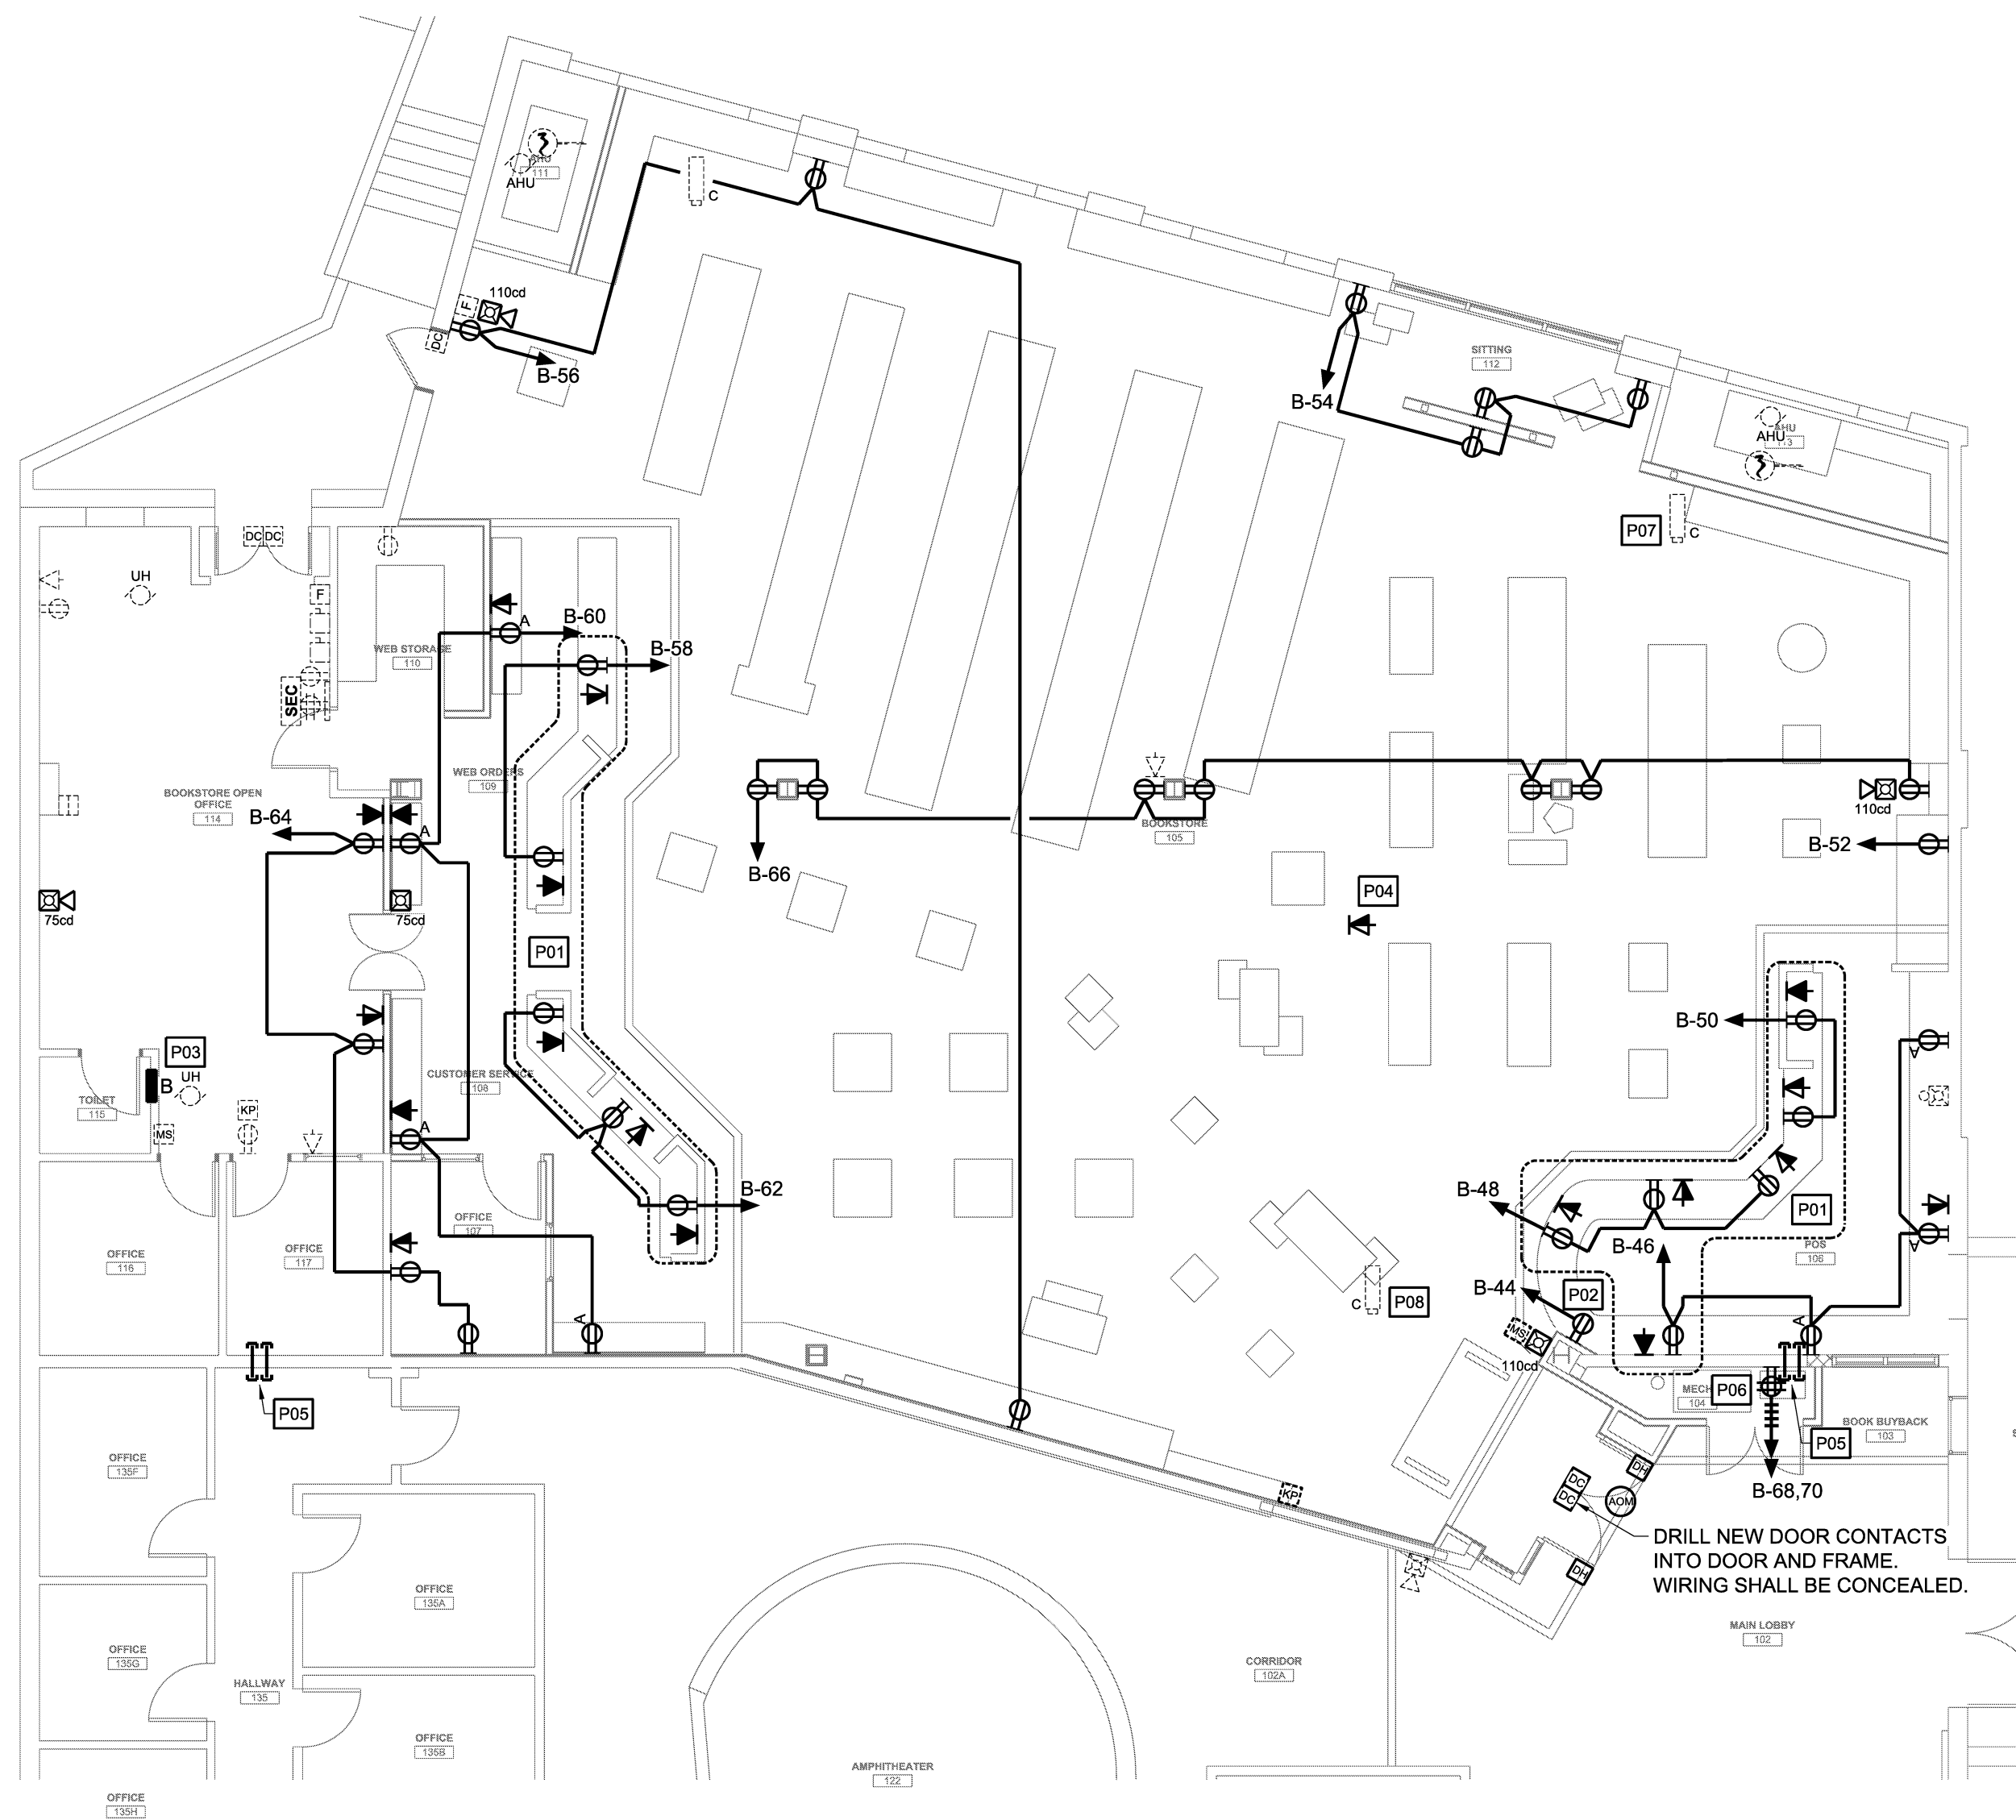 AHU
111
AHU
C
110cd
F
DC
B-56
SITTING
112
B-54
AHU
113
AHU
P07
C
DC DC
UH
F
A
B-60
B-58
WEB STORAGE
110
SEC
WEB ORDERS
109
BOOKSTORE OPEN
OFFICE
114
B-64
A
110cd
BOOKSTORE
105
B-52
B-66
P04
75cd
75cd
P01
B-50
P03
UH
B
A
TOILET
115
KP
MS
CUSTOMER SERVICE
108
A
B-62
B-48
P01
A
OFFICE
107
B-46
POS
106
OFFICE
116
OFFICE
117
B-44
P02
C
P08
A
A
MS
110cd
P05
MECH
104
P06
BOOK BUYBACK
103
P05
OFFICE
135F
KP
DC
DC
DH
AOM
B-68,70
DRILL NEW DOOR CONTACTS
INTO DOOR AND FRAME.
WIRING SHALL BE CONCEALED.
DH
OFFICE
135A
MAIN LOBBY
102
OFFICE
135G
CORRIDOR
102A
HALLWAY
135
OFFICE
135B
AMPHITHEATER
122
OFFICE
135H